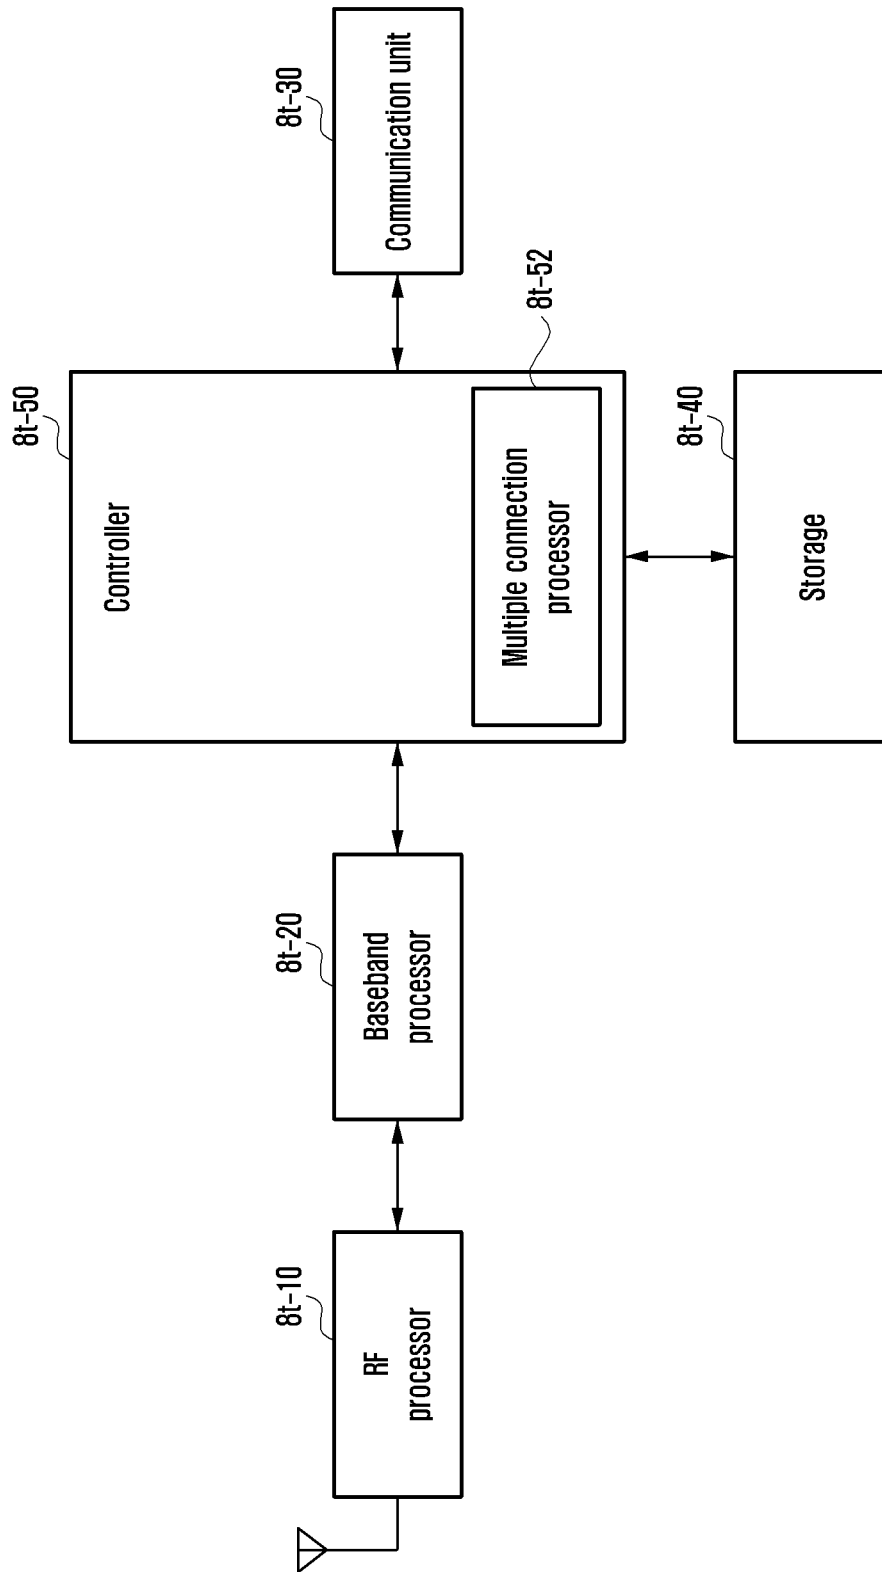 8t-10
RF
processor
8t-20
Baseband
processor
8t-50
Controller
8t-52
Multiple connection
processor
8t-30
Communication unit
8t-40
Storage